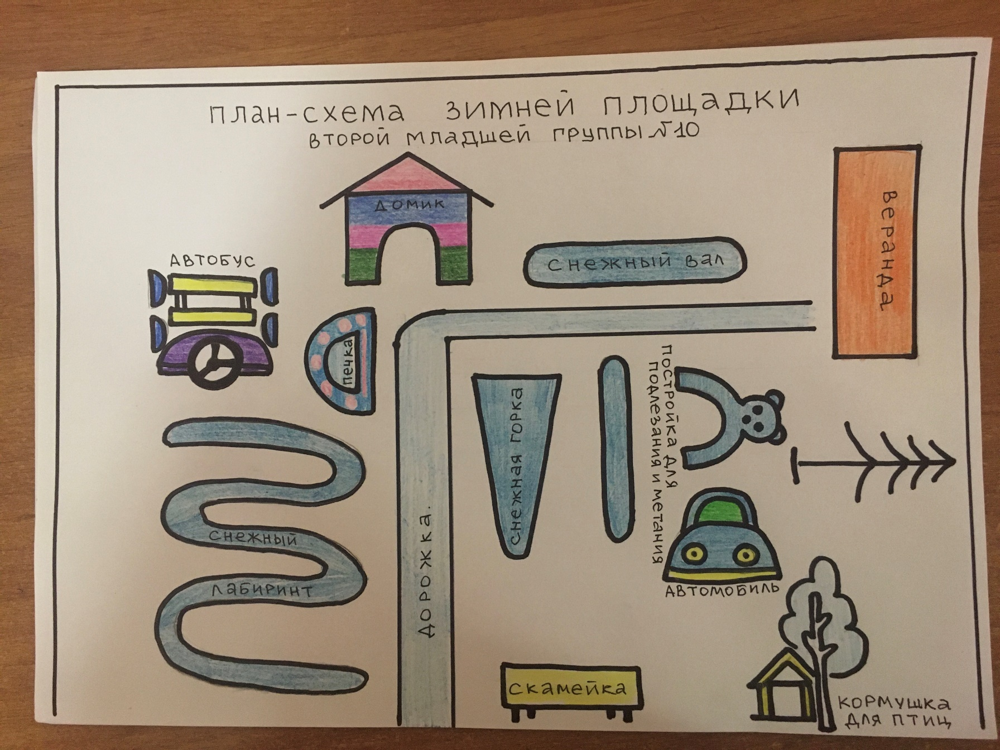 План-схема зимней площадки
второй младшей группы №10
домик
веранда
снежный вал
АВТОБУС
печка
постройка для
подлезания и метания
снежная горка
дорожка.
снежный
лабиринт
АВТОМОБИЛЬ
скамейка
кормушка
для птиц